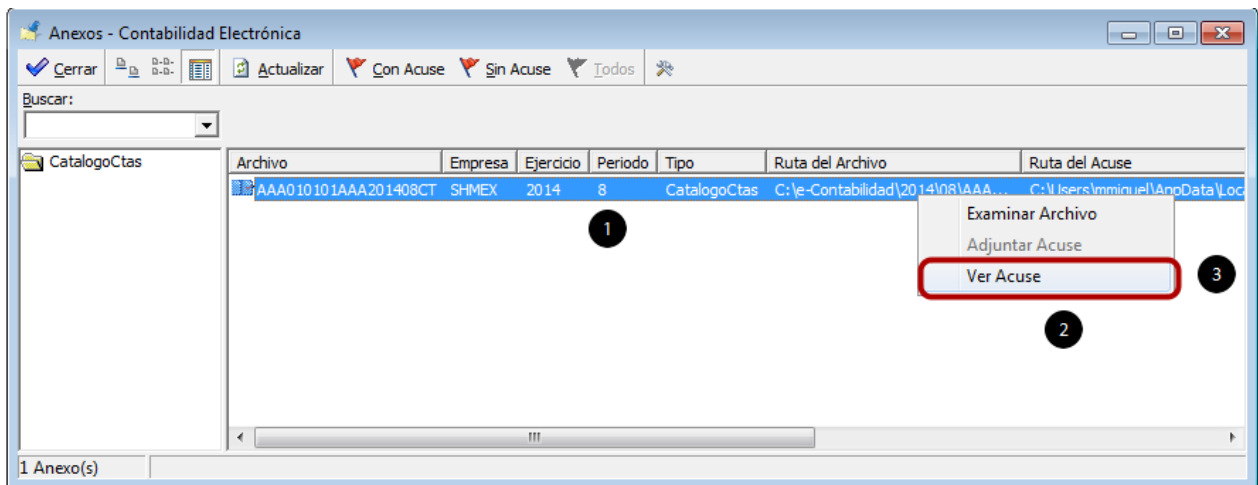 Anexos - Contabilidad Electrónica
Cerrar Actualizar Con Acuse Sin Acuse Todos
Buscar:
CatalogoCtas
Archivo Empresa Ejercicio Periodo Tipo Ruta del Archivo Ruta del Acuse
AAA010101AAA201408CT SHMEX 2014 8 CatalogoCtas C:\e-Contabilidad\2014\08\AAA... C:\Users\mmiguel\AppData\Loca
Examinar Archivo
1
Adjuntar Acuse
Ver Acuse 3
2
1 Anexo(s)